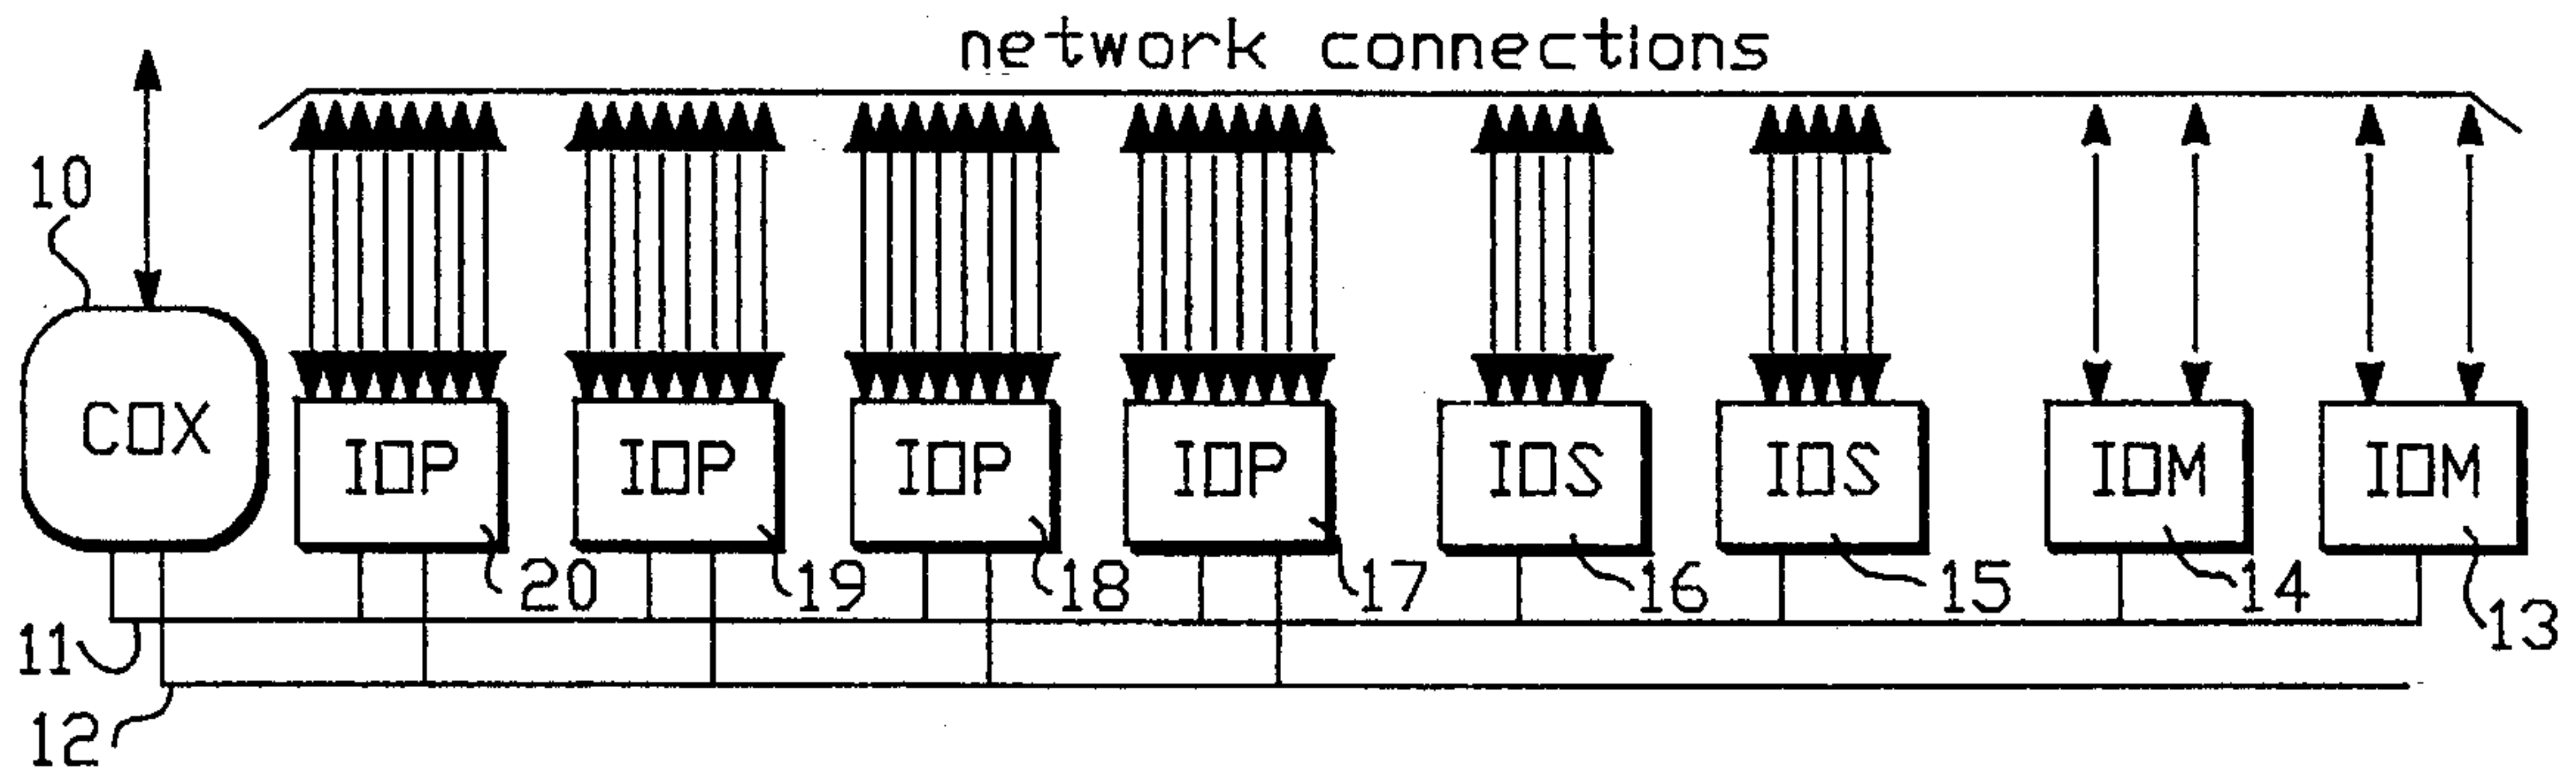 network connections
10
COX
IOP
IOP
IOP
IOP
IOS
IOS
IOM
IOM
20
19
18
17
16
15
14
13
11
12